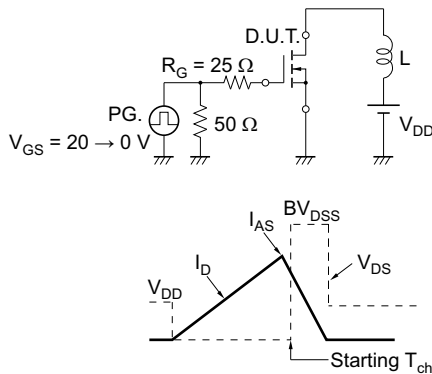 D.U.T.
R_G = 25 Ω
L
PG.
50 Ω
V_DD
V_GS = 20 → 0 V
BV_DSS
I_AS
V_DD
I_D
V_DS
Starting T_ch